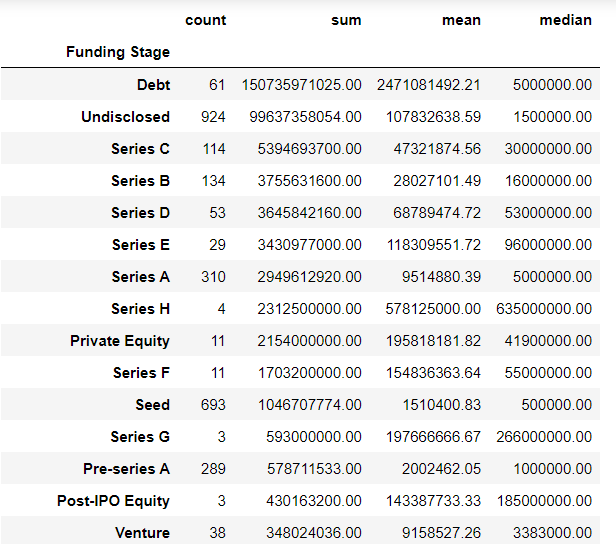 count sum mean median
Funding Stage
Debt 61 150735971025.00 2471081492.21 5000000.00
Undisclosed 924 99637358054.00 107832638.59 1500000.00
Series C 114 5394693700.00 47321874.56 30000000.00
Series B 134 3755631600.00 28027101.49 16000000.00
Series D 53 3645842160.00 68789474.72 53000000.00
Series E 29 3430977000.00 118309551.72 96000000.00
Series A 310 2949612920.00 9514880.39 5000000.00
Series H 4 2312500000.00 578125000.00 635000000.00
Private Equity 11 2154000000.00 195818181.82 41900000.00
Series F 11 1703200000.00 154836363.64 55000000.00
Seed 693 1046707774.00 1510400.83 500000.00
Series G 3 593000000.00 197666666.67 266000000.00
Pre-series A 289 578711533.00 2002462.05 1000000.00
Post-IPO Equity 3 430163200.00 143387733.33 185000000.00
Venture 38 348024036.00 9158527.26 3383000.00